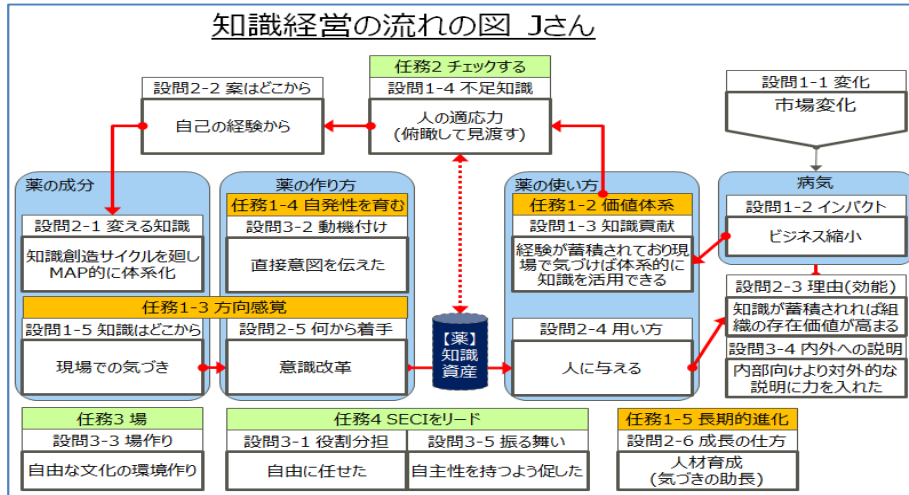 知識経営の流れの図 Jさん
任務2 チェックする
設問1-4 不足知識
人の適応力
(俯瞰して見渡す)
設問2-2 案はどこから
自己の経験から
設問1-1 変化
市場変化
薬の成分
設問2-1 変える知識
知識創造サイクルを廻し
MAP的に体系化
薬の作り方
任務1-4 自発性を育む
設問3-2 動機付け
直接意図を伝えた
任務1-3 方向感覚
設問1-5 知識はどこから
現場での気づき
設問2-5 何から着手
意識改革
【薬】
知識
資産
薬の使い方
任務1-2 価値体系
設問1-3 知識貢献
経験が蓄積されており現
場で気づけば体系的に
知識を活用できる
設問2-4 用い方
人に与える
病気
設問1-2 インパクト
ビジネス縮小
設問2-3 理由(効能)
知識が蓄積されれば組
織の存在価値が高まる
設問3-4 内外への説明
内部向けより対外的な
説明に力を入れた
任務3 場
設問3-3 場作り
自由な文化の環境作り
任務4 SECIをリード
設問3-1 役割分担
自由に任せた
設問3-5 振る舞い
自主性を持つよう促した
任務1-5 長期的進化
設問2-6 成長の仕方
人材育成
(気づきの助長)